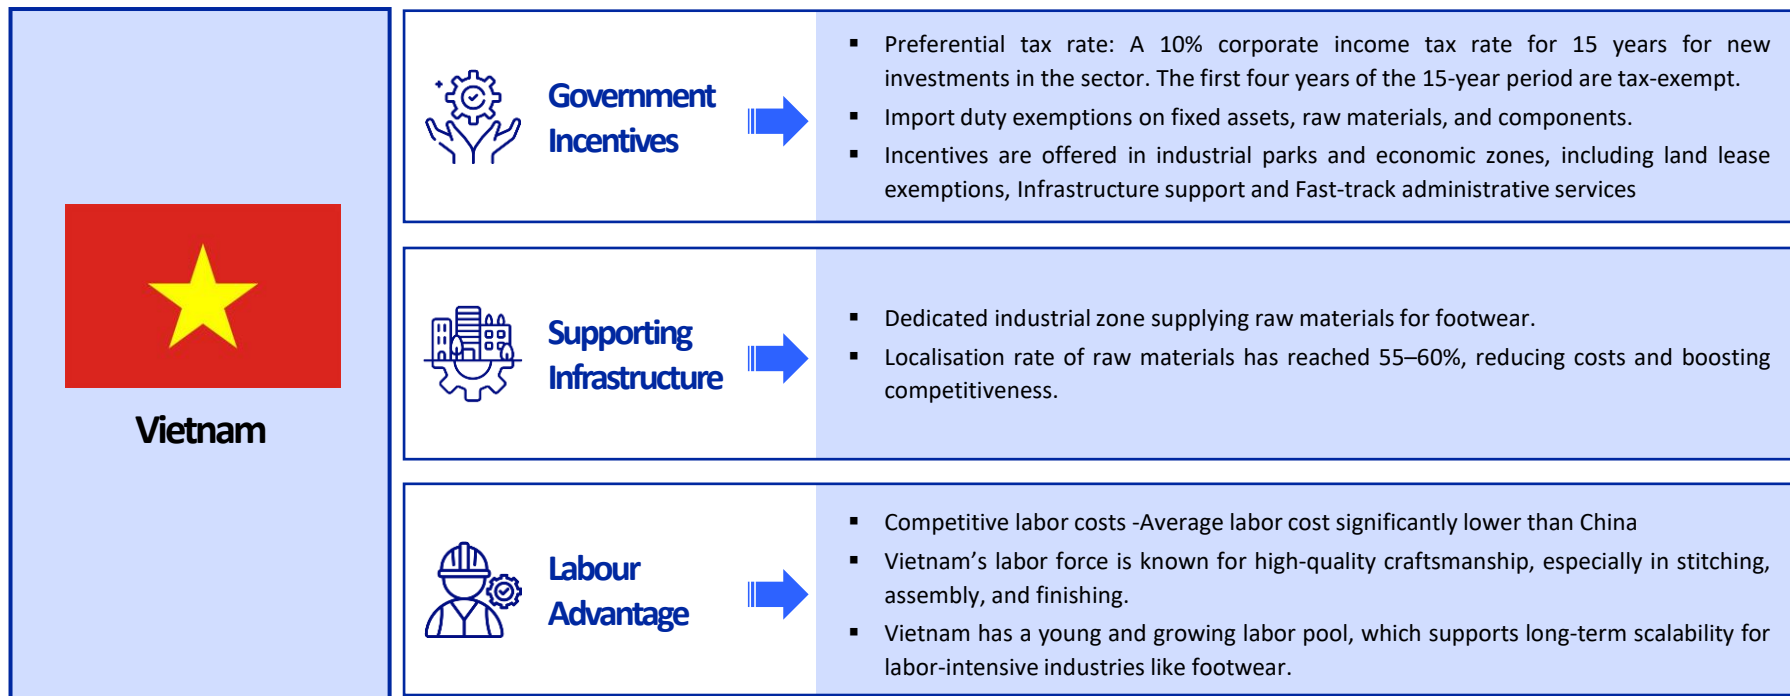 Vietnam
Government
Incentives
▪ Preferential tax rate: A 10% corporate income tax rate for 15 years for new
investments in the sector. The first four years of the 15-year period are tax-exempt.
▪ Import duty exemptions on fixed assets, raw materials, and components.
▪ Incentives are offered in industrial parks and economic zones, including land lease
exemptions, Infrastructure support and Fast-track administrative services
Supporting
Infrastructure
▪ Dedicated industrial zone supplying raw materials for footwear.
▪ Localisation rate of raw materials has reached 55–60%, reducing costs and boosting
competitiveness.
Labour
Advantage
▪ Competitive labor costs -Average labor cost significantly lower than China
▪ Vietnam’s labor force is known for high-quality craftsmanship, especially in stitching,
assembly, and finishing.
▪ Vietnam has a young and growing labor pool, which supports long-term scalability for
labor-intensive industries like footwear.